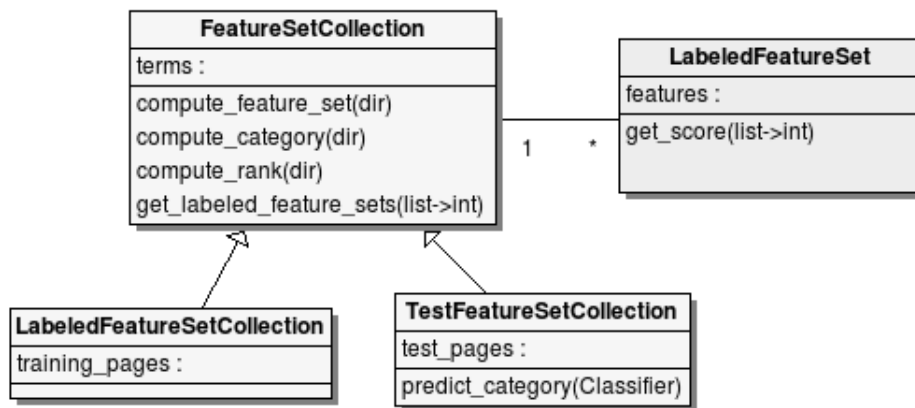 FeatureSetCollection
terms :
compute_feature_set(dir)
compute_category(dir)
compute_rank(dir)
get_labeled_feature_sets(list->int)
1
*
LabeledFeatureSet
features :
get_score(list->int)
LabeledFeatureSetCollection
training_pages :
TestFeatureSetCollection
test_pages :
predict_category(Classifier)